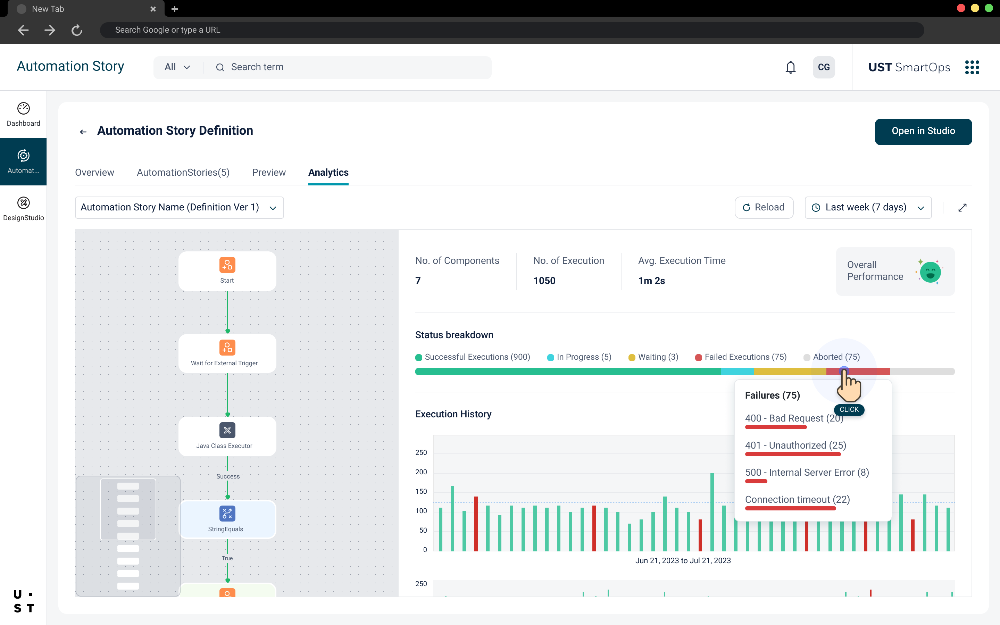 New Tab
Search Google or type a URL
Automation Story
All
Search term
CG
UST SmartOps
Dashboard
Automat...
DesignStudio
Automation Story Definition
Open in Studio
Overview
AutomationStories(5)
Preview
Analytics
Automation Story Name (Definition Ver 1)
Reload
Last week (7 days)
Start
Wait for External Trigger
Java Class Executor
Success
StringEquals
True
No. of Components
7
No. of Execution
1050
Avg. Execution Time
1m 2s
Overall
Performance
Status breakdown
Successful Executions (900)
In Progress (5)
Waiting (3)
Failed Executions (75)
Aborted (75)
Failures (75)
CLICK
400 - Bad Request (20)
401 - Unauthorized (25)
500 - Internal Server Error (8)
Connection timeout (22)
Execution History
250
200
150
100
50
0
Jun 21, 2023 to Jul 21, 2023
250
U
ST